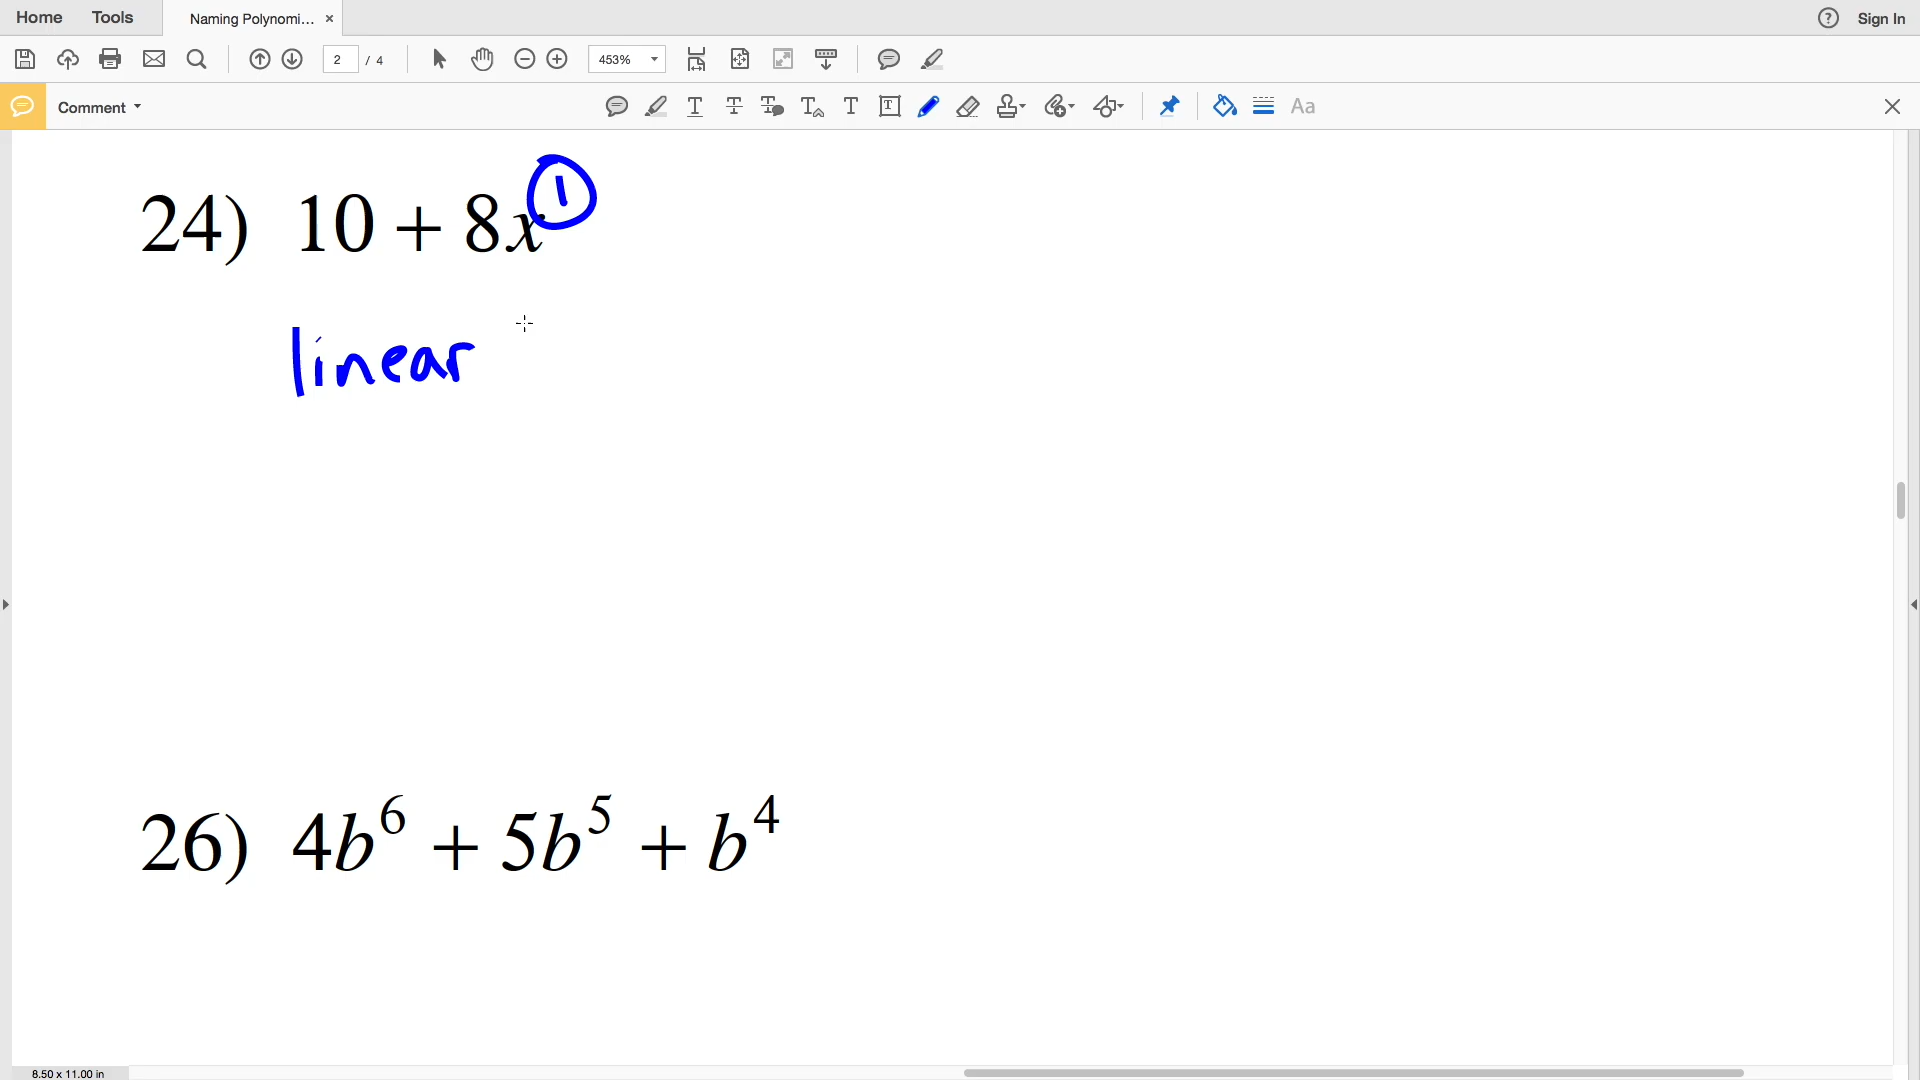 Home Tools Naming Polynomi... × ? Sign In
2 / 4 453%
Comment T T T T T T Aa
24) 10 + 8x^1
linear
26) 4b^6 + 5b^5 + b^4
8.50 x 11.00 in